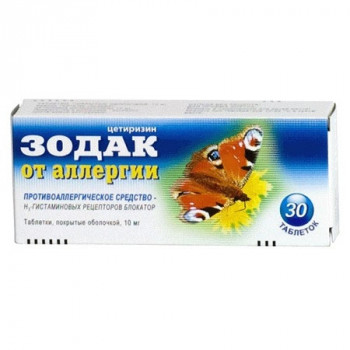 цетиризин
ЗОДАК
от аллергии
ПРОТИВОАЛЛЕРГИЧЕСКОЕ СРЕДСТВО -
H₁-ГИСТАМИНОВЫХ РЕЦЕПТОРОВ БЛОКАТОР
Таблетки, покрытые оболочкой, 10 мг
30
ТАБЛЕТОК